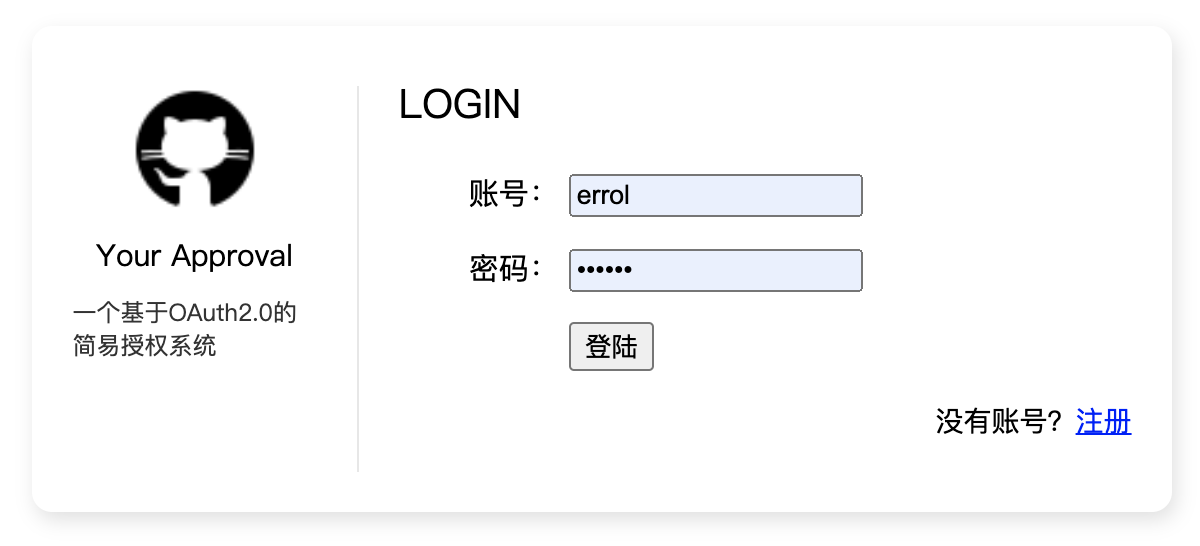 Your Approval
一个基于OAuth2.0的
简易授权系统
LOGIN
账号: errol
密码: ••••••
登陆
没有账号? 注册